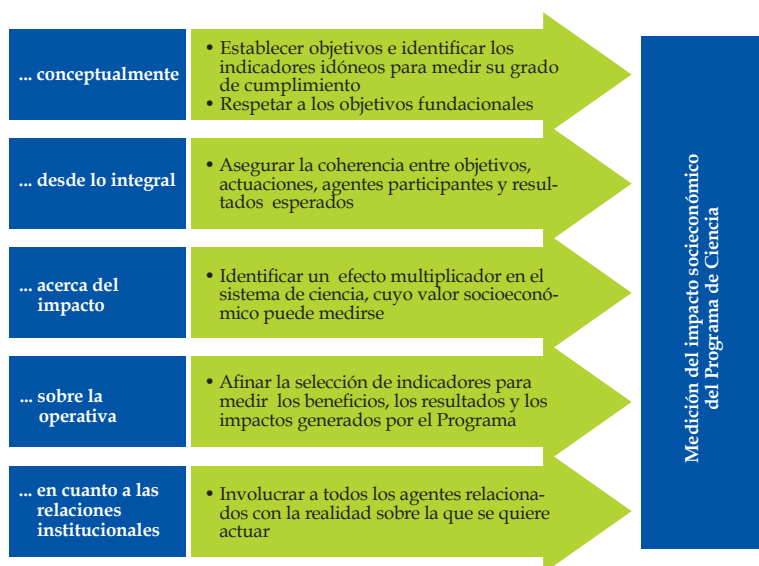 ... conceptualmente
• Establecer objetivos e identificar los
indicadores idóneos para medir su grado
de cumplimiento
• Respetar a los objetivos fundacionales
... desde lo integral
• Asegurar la coherencia entre objetivos,
actuaciones, agentes participantes y resul-
tados esperados
... acerca del
impacto
• Identificar un efecto multiplicador en el
sistema de ciencia, cuyo valor socioeconó-
mico puede medirse
... sobre la
operativa
• Afinar la selección de indicadores para
medir los beneficios, los resultados y los
impactos generados por el Programa
... en cuanto a las
relaciones
institucionales
• Involucrar a todos los agentes relaciona-
dos con la realidad sobre la que se quiere
actuar
Medición del impacto socieconómico
del Programa de Ciencia